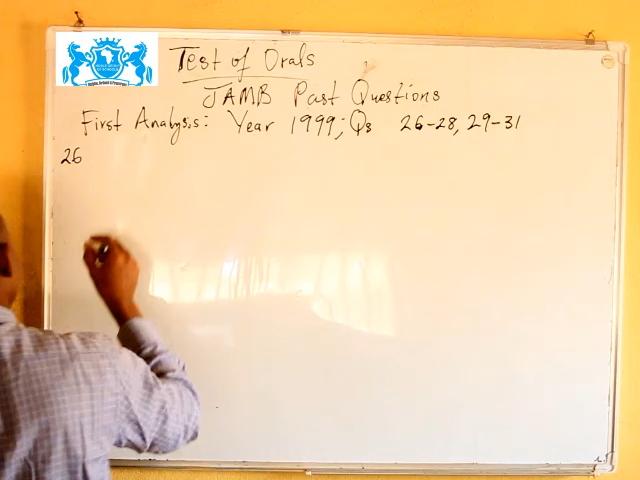 Test of Orals
JAMB Past Questions
First Analysis: Year 1999; Qs 26-28, 29-31
26